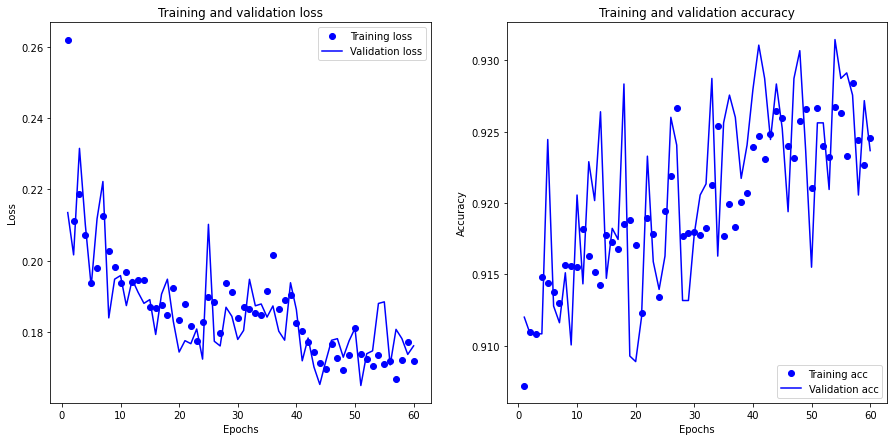 Training and validation loss
Training loss
Validation loss
0.26
0.24
0.22
0.20
0.18
Loss
0
10
20
30
40
50
60
Epochs
Training and validation accuracy
0.930
0.925
0.920
0.915
0.910
Accuracy
Training acc
Validation acc
0
10
20
30
40
50
60
Epochs